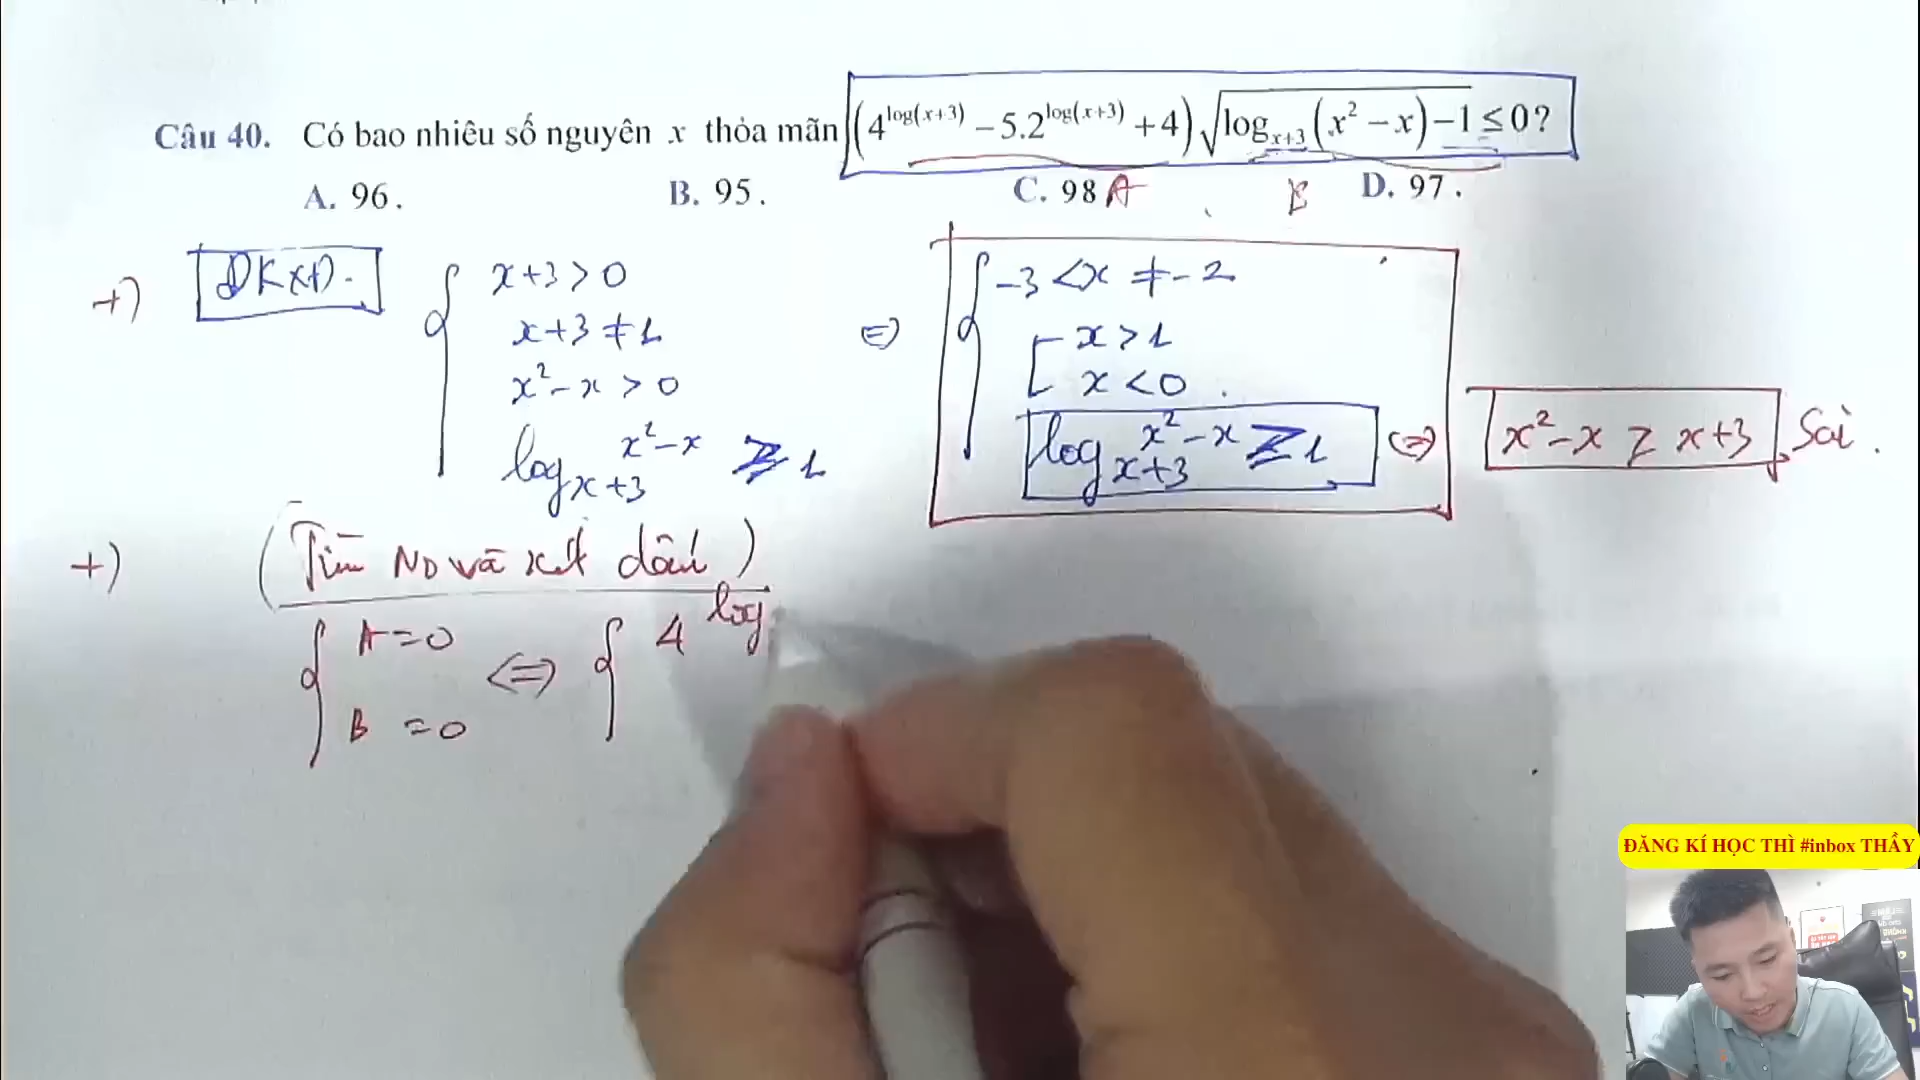 Câu 40. Có bao nhiêu số nguyên x thỏa mãn (4^{log(x+3)} − 5.2^{log(x+3)} + 4) √(log_{x+3}(x² − x) − 1) ≤ 0?
A. 96. B. 95. C. 98 D. 97.
A B
+) ĐKXĐ. { x+3 > 0
x+3 ≠ 1
x² − x > 0
log_{x+3} x² − x ≥ 1
⇔ { −3 < x ≠ −2
[ x > 1
x < 0.
log_{x+3} x² − x ≥ 1 ⇔ x² − x ≥ x+3 Sai.
+) (Tìm No và xét dấu)
{ A = 0
B = 0
⇔ { 4^{log
ĐĂNG KÍ HỌC THÌ #inbox THẦY